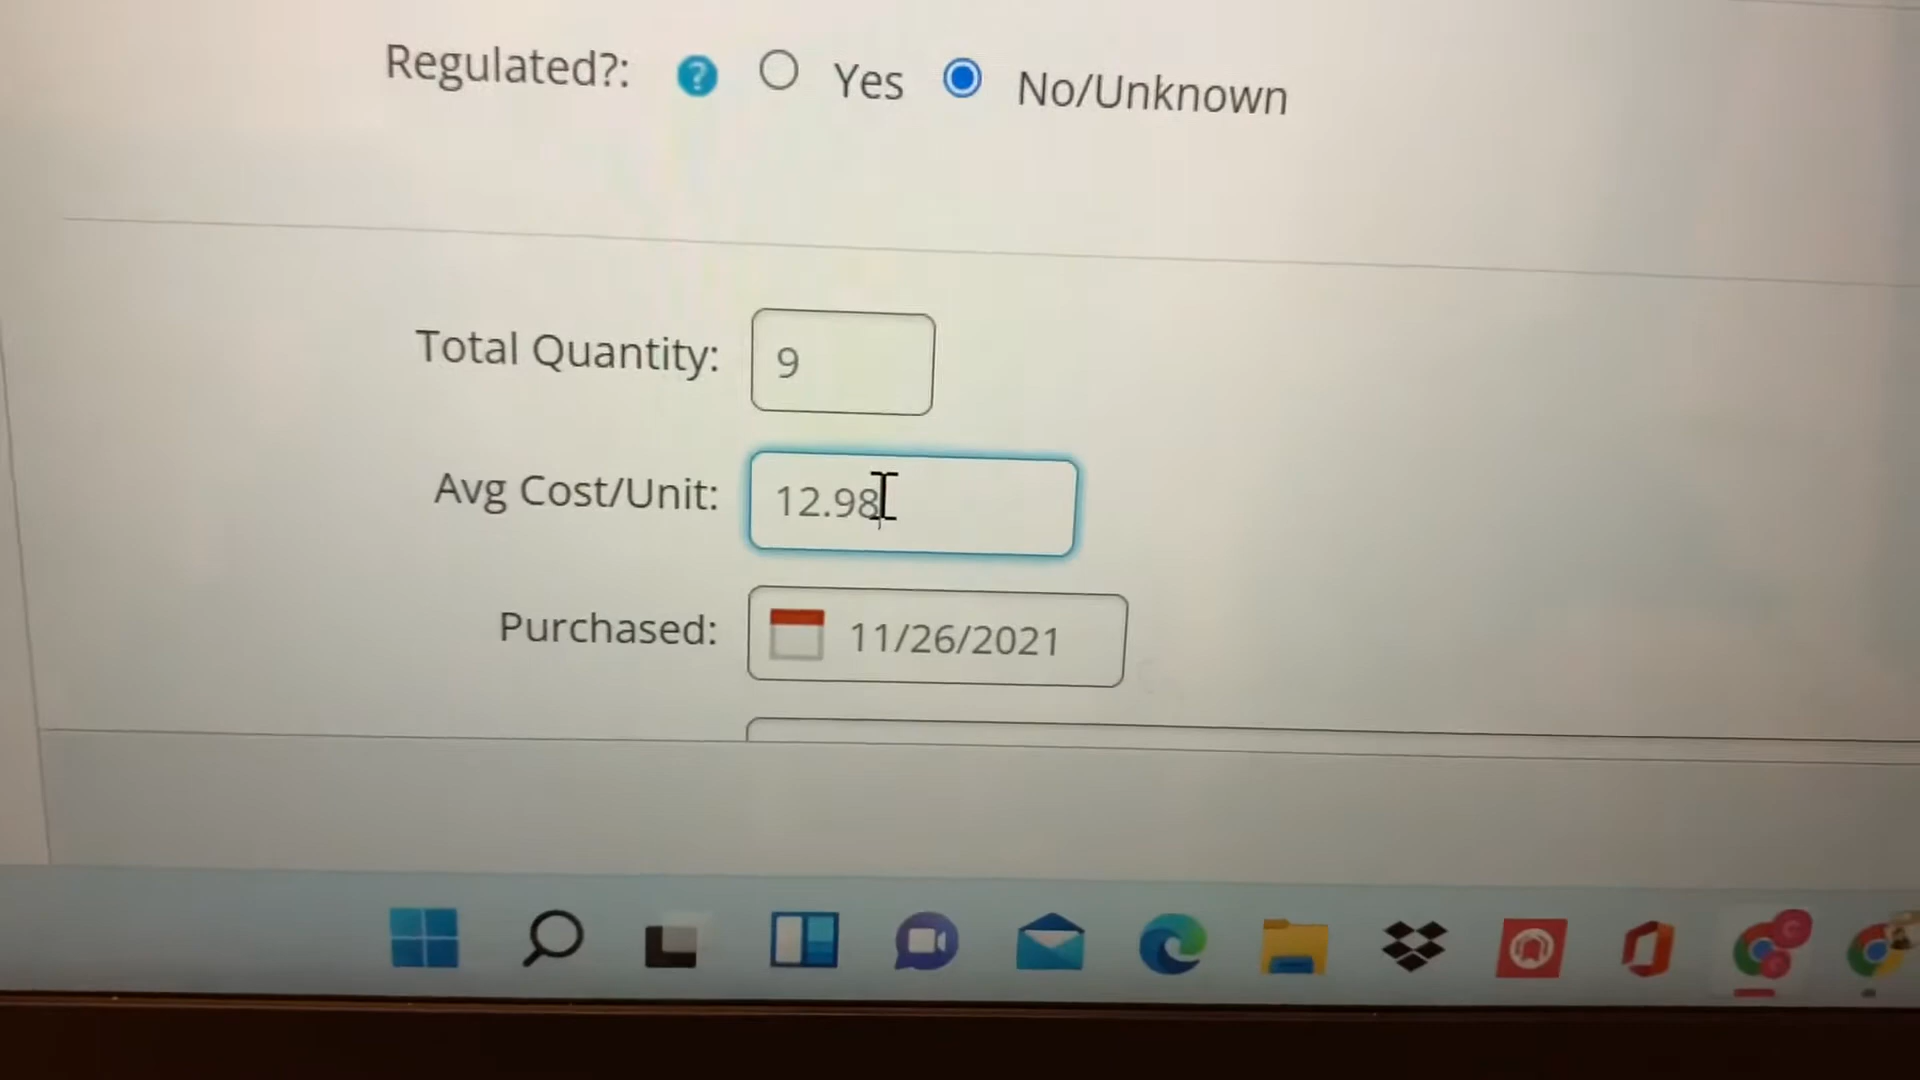 Regulated?: ? Yes No/Unknown
Total Quantity: 9
Avg Cost/Unit: 12.98
Purchased: 11/26/2021